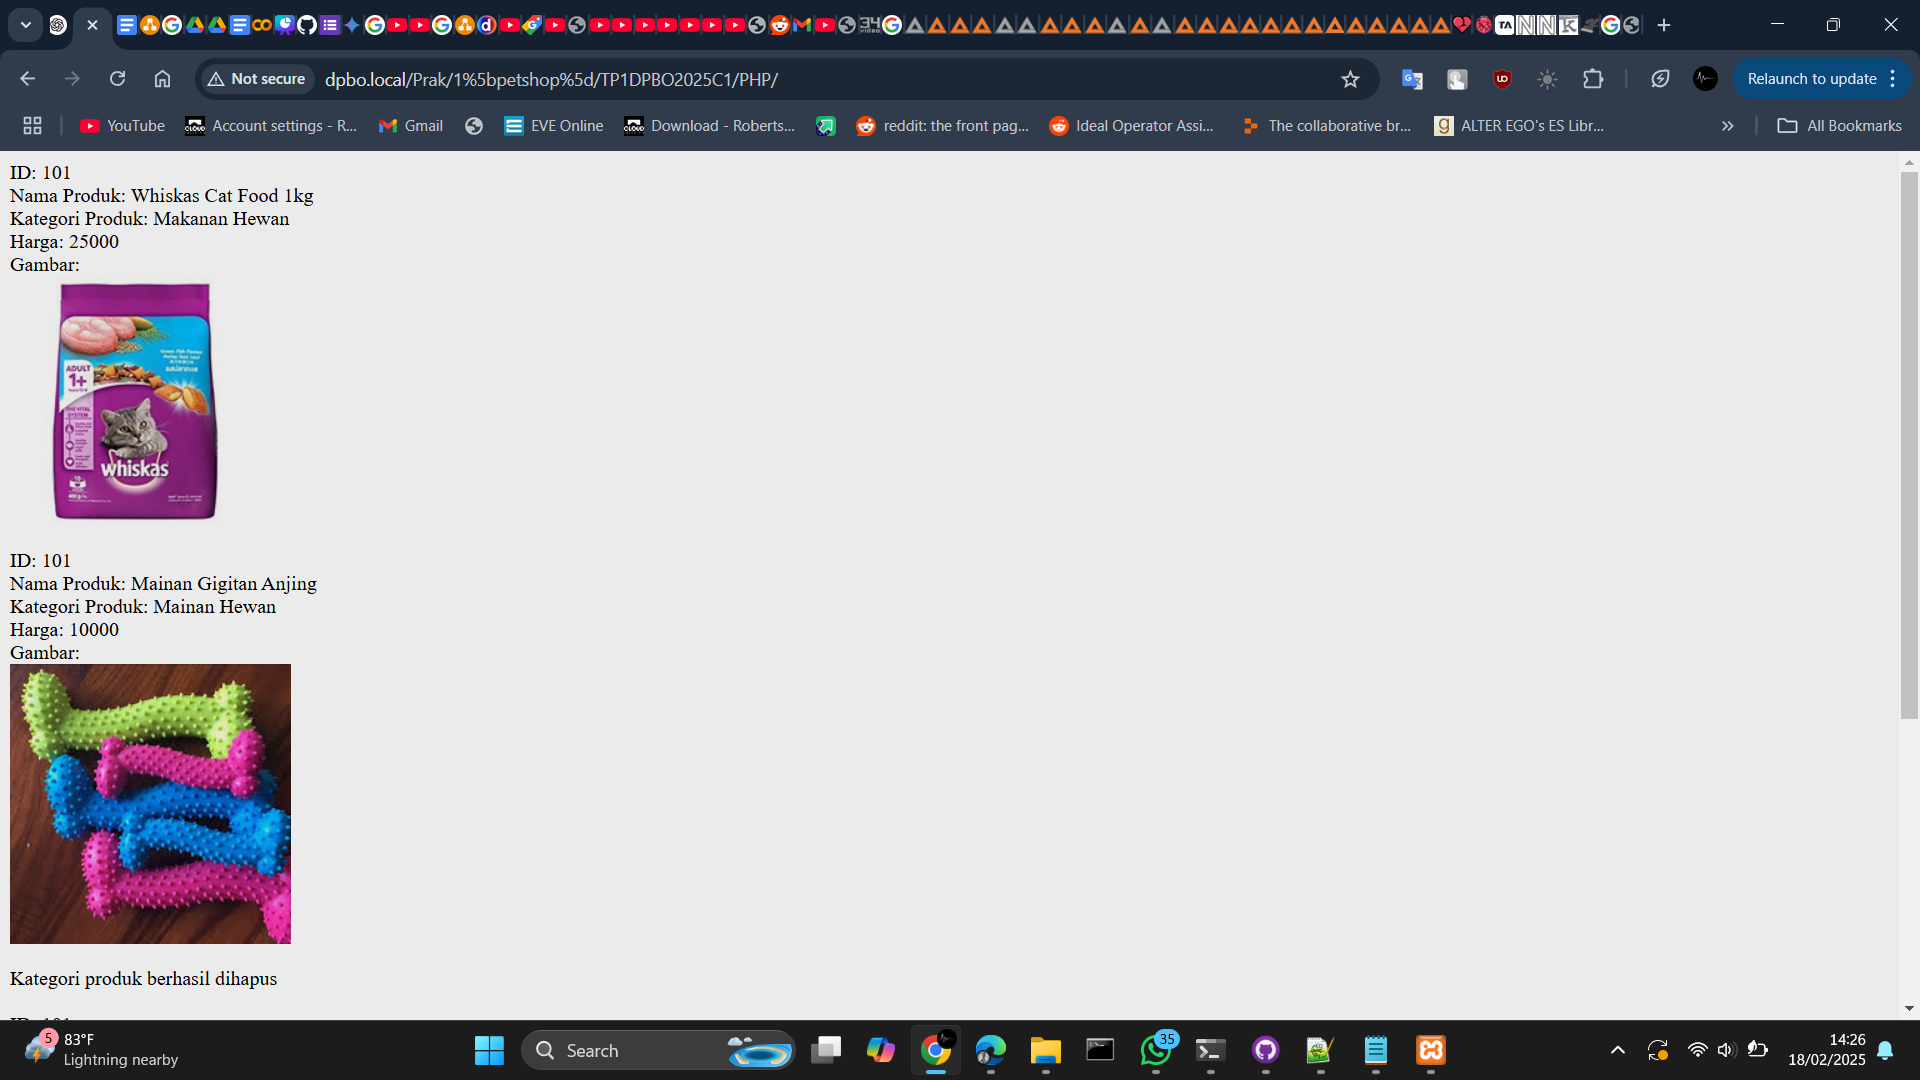 Not secure
dpbo.local/Prak/1%5bpetshop%5d/TP1DPBO2025C1/PHP/
Relaunch to update
YouTube
Account settings - R...
Gmail
EVE Online
Download - Roberts...
reddit: the front pag...
Ideal Operator Assi...
The collaborative br...
ALTER EGO's ES Libr...
All Bookmarks
ID: 101
Nama Produk: Whiskas Cat Food 1kg
Kategori Produk: Makanan Hewan
Harga: 25000
Gambar:
ADULT
1+
whiskas
ID: 101
Nama Produk: Mainan Gigitan Anjing
Kategori Produk: Mainan Hewan
Harga: 10000
Gambar:
Kategori produk berhasil dihapus
5
83°F
Lightning nearby
Search
35
14:26
18/02/2025